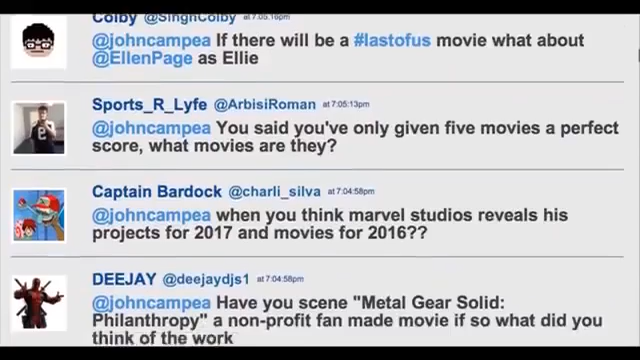 Colby @SinghColby at 7:05:16pm
@johncampea If there will be a #lastofus movie what about
@EllenPage as Ellie
Sports_R_Lyfe @ArbisiRoman at 7:05:13pm
@johncampea You said you've only given five movies a perfect
score, what movies are they?
Captain Bardock @charli_silva at 7:04:58pm
@johncampea when you think marvel studios reveals his
projects for 2017 and movies for 2016??
DEEJAY @deejaydjs1 at 7:04:58pm
@johncampea Have you scene "Metal Gear Solid:
Philanthropy" a non-profit fan made movie if so what did you
think of the work